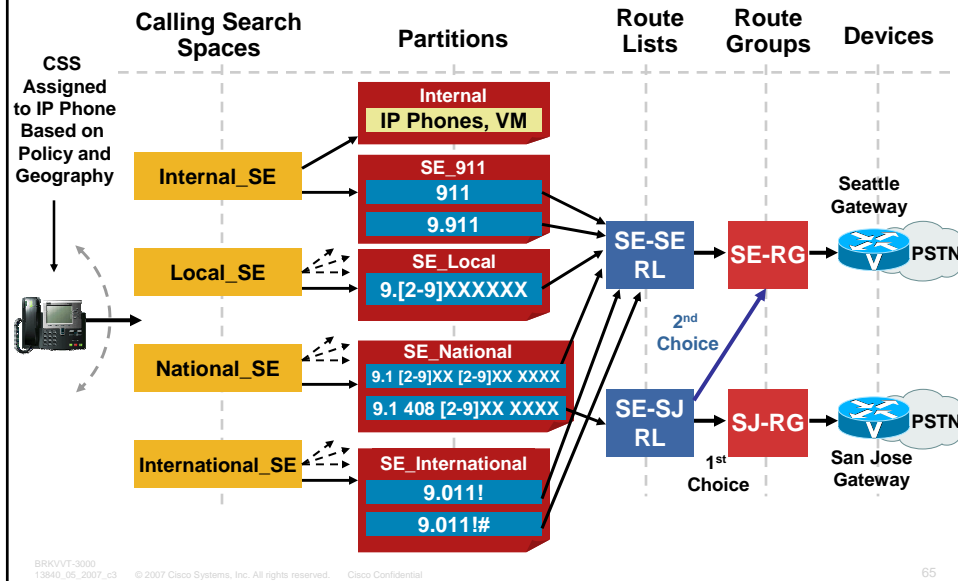 Calling Search
Spaces
Partitions
Route
Lists
Route
Groups
Devices
CSS
Assigned
to IP Phone
Based on
Policy and
Geography
Internal_SE
Local_SE
National_SE
International_SE
Internal
IP Phones, VM
SE_911
911
9.911
SE_Local
9.[2-9]XXXXXX
SE_National
9.1 [2-9]XX [2-9]XX XXXX
9.1 408 [2-9]XX XXXX
SE_International
9.011!
9.011!#
SE-SE
RL
SE-SJ
RL
2nd
Choice
1st
Choice
SE-RG
SJ-RG
Seattle
Gateway
V
PSTN
V
PSTN
San Jose
Gateway
BRKVVT-3000
13840_05_2007_c3 © 2007 Cisco Systems, Inc. All rights reserved. Cisco Confidential
65